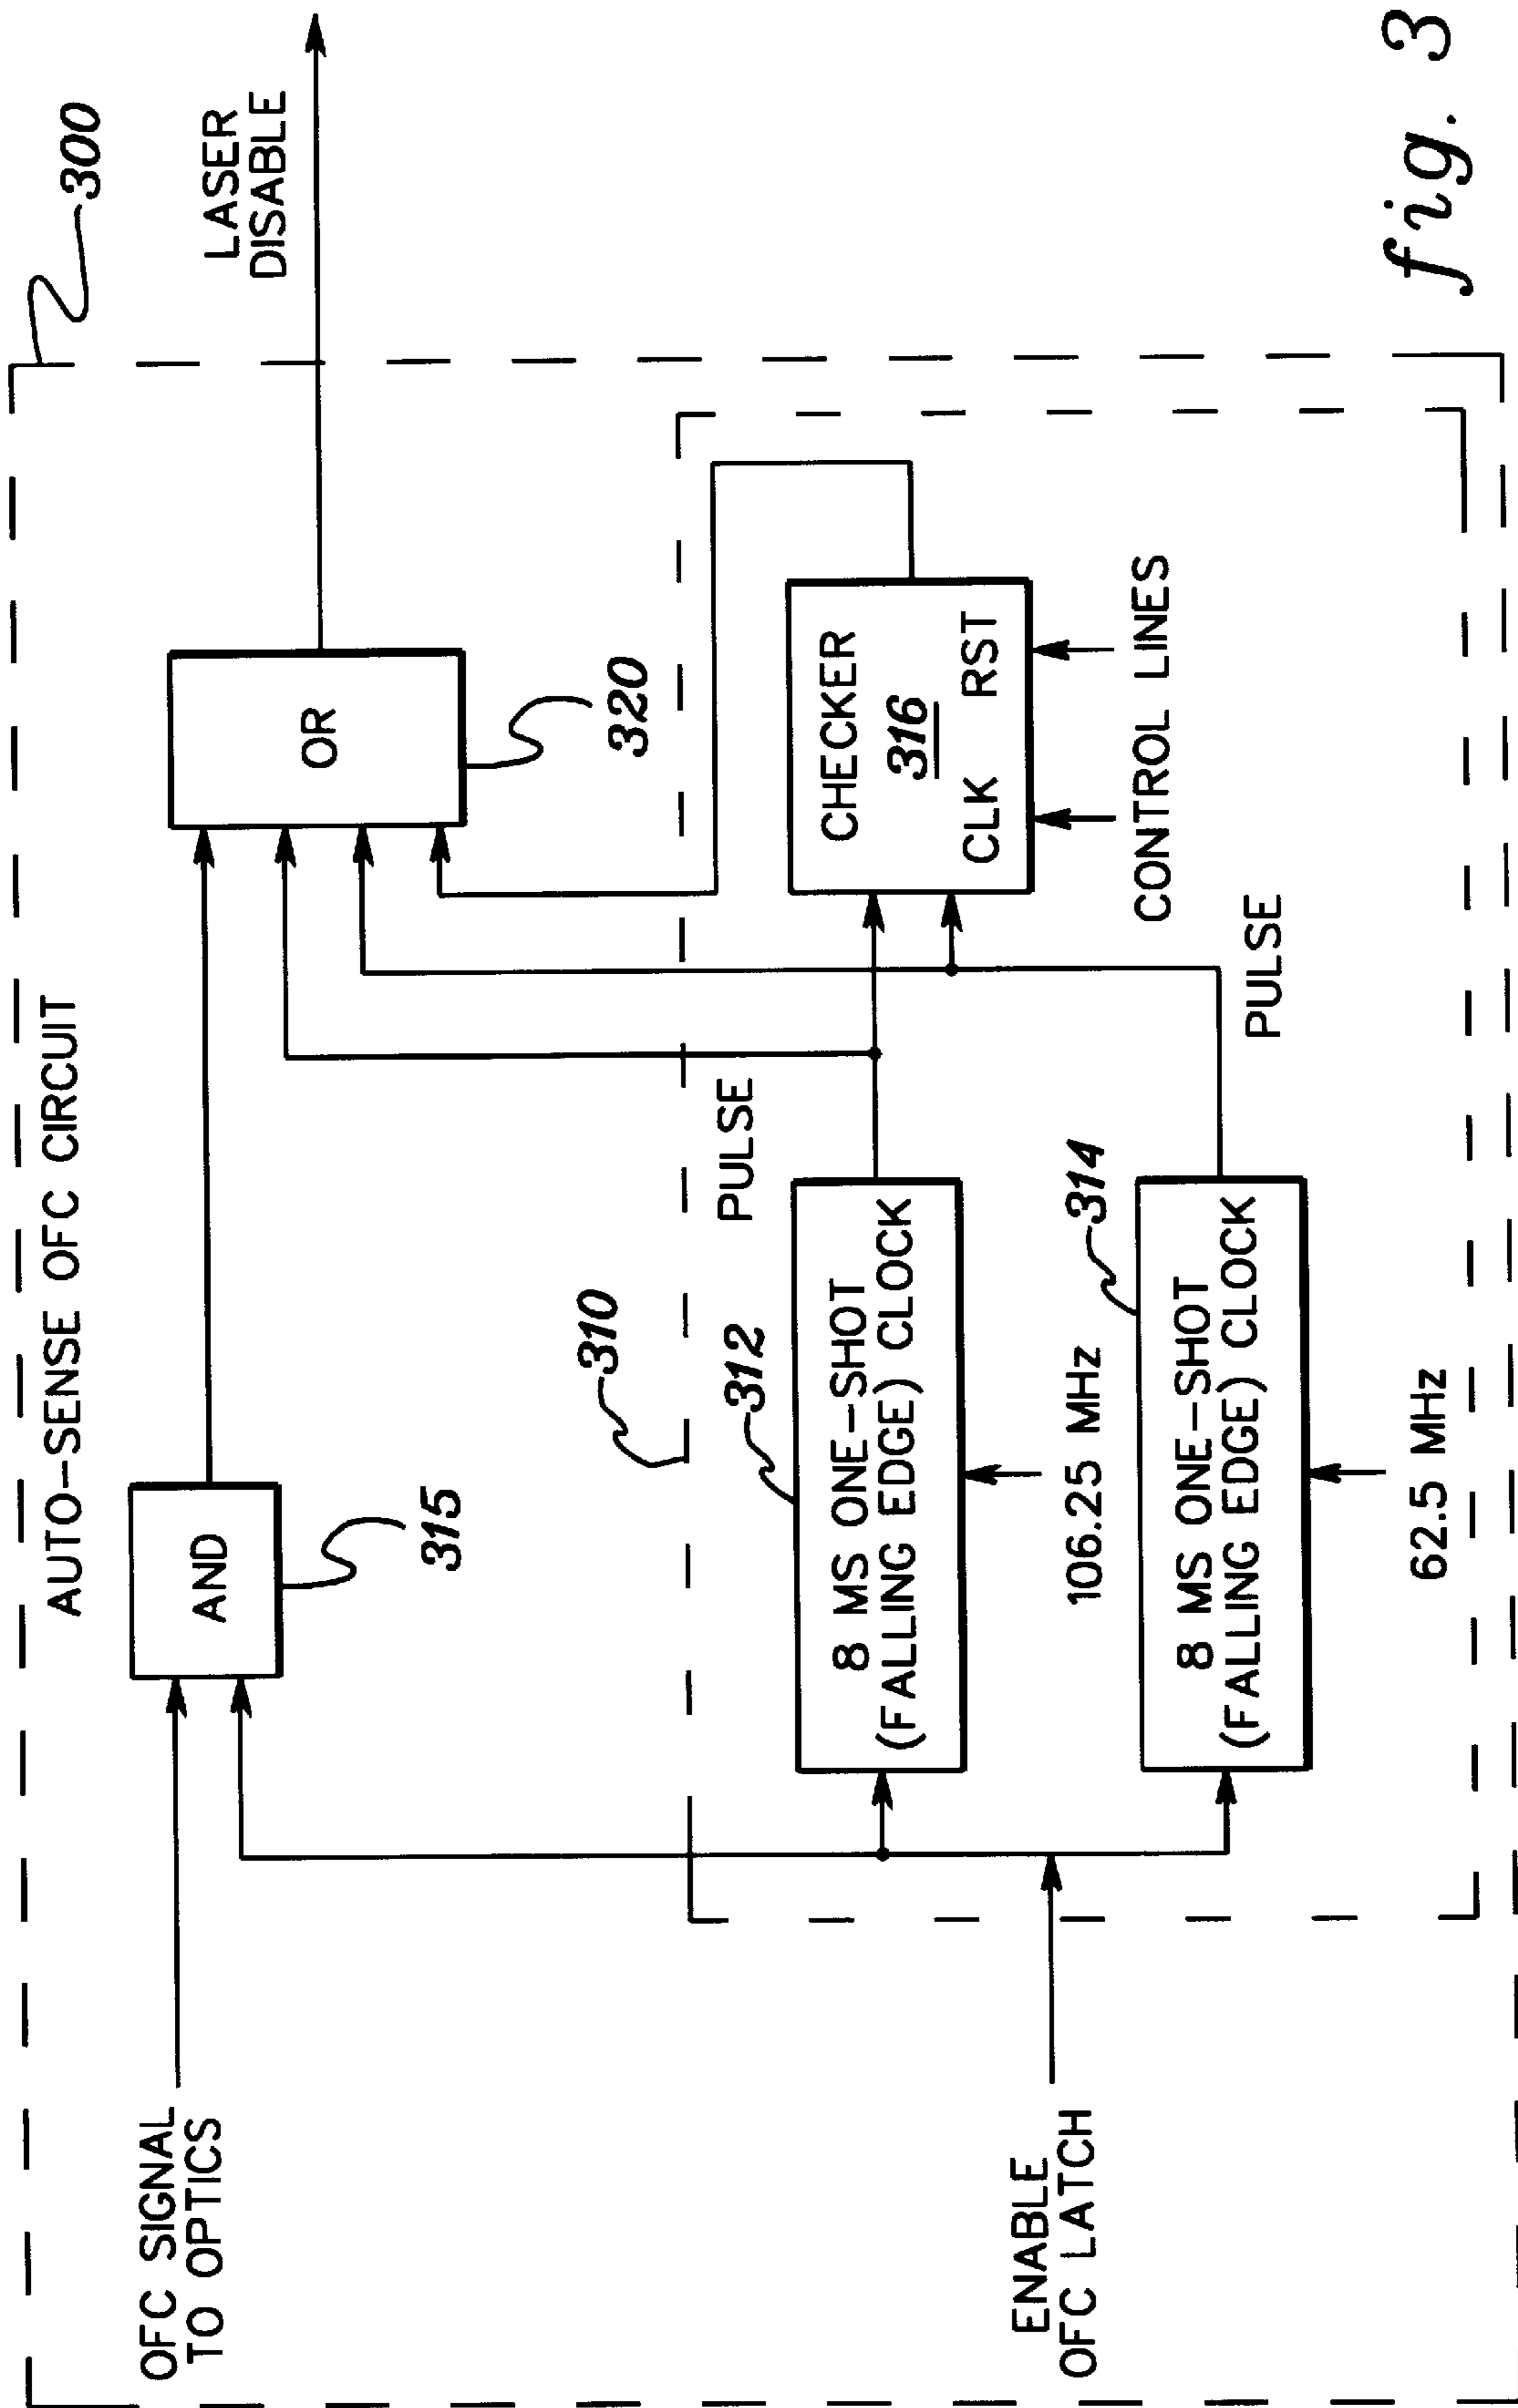 AUTO-SENSE OFC CIRCUIT
300
OFC SIGNAL
TO OPTICS
AND
315
OR
320
LASER
DISABLE
310
ENABLE
OFC LATCH
312
8 MS ONE-SHOT
(FALLING EDGE) CLOCK
PULSE
106.25 MHz
314
8 MS ONE-SHOT
(FALLING EDGE) CLOCK
PULSE
62.5 MHz
CHECKER
316
CLK RST
CONTROL LINES
fig. 3